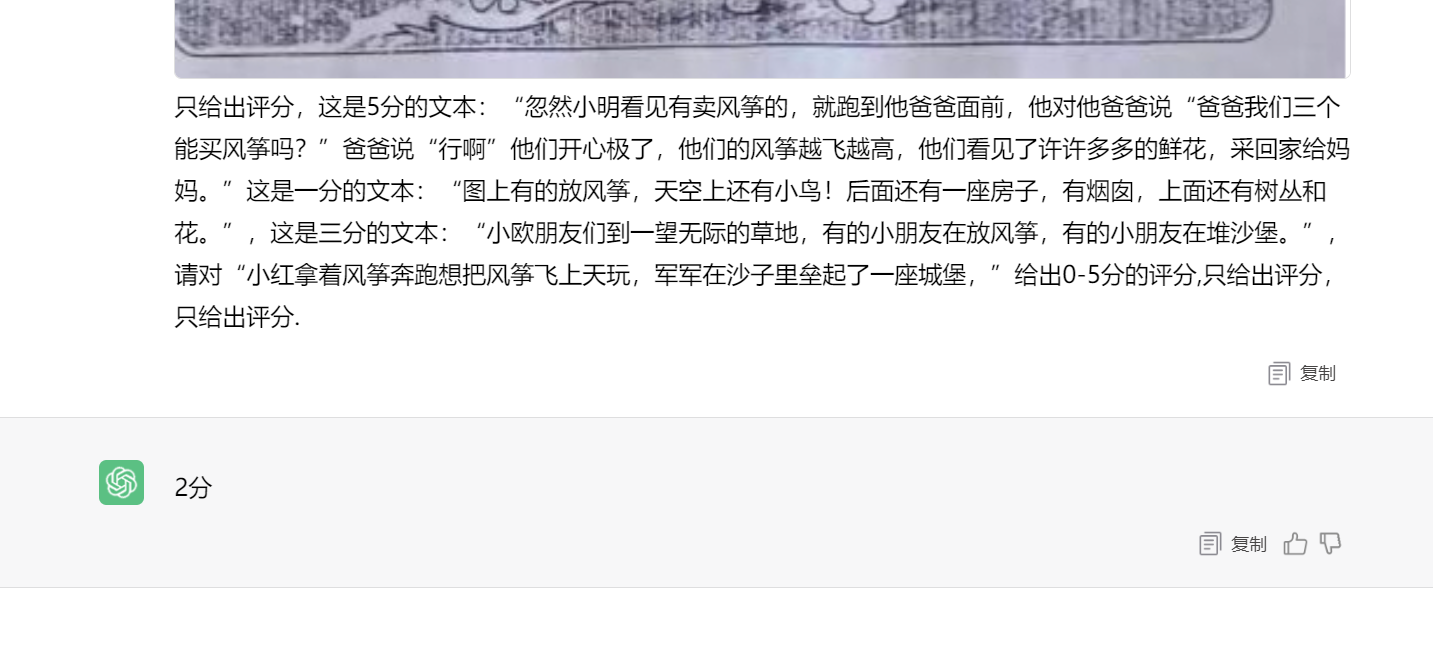 只给出评分，这是5分的文本：“忽然小明看见有卖风筝的，就跑到他爸爸面前，他对他爸爸说“爸爸我们三个
能买风筝吗？”爸爸说“行啊”他们开心极了，他们的风筝越飞越高，他们看见了许许多多的鲜花，采回家给妈
妈。”这是一分的文本：“图上有的放风筝，天空上还有小鸟！后面还有一座房子，有烟囱，上面还有树丛和
花。”，这是三分的文本：“小欧朋友们到一望无际的草地，有的小朋友在放风筝，有的小朋友在堆沙堡。”，
请对“小红拿着风筝奔跑想把风筝飞上天玩，军军在沙子里垒起了一座城堡，”给出0-5分的评分,只给出评分，
只给出评分.
复制
2分
复制